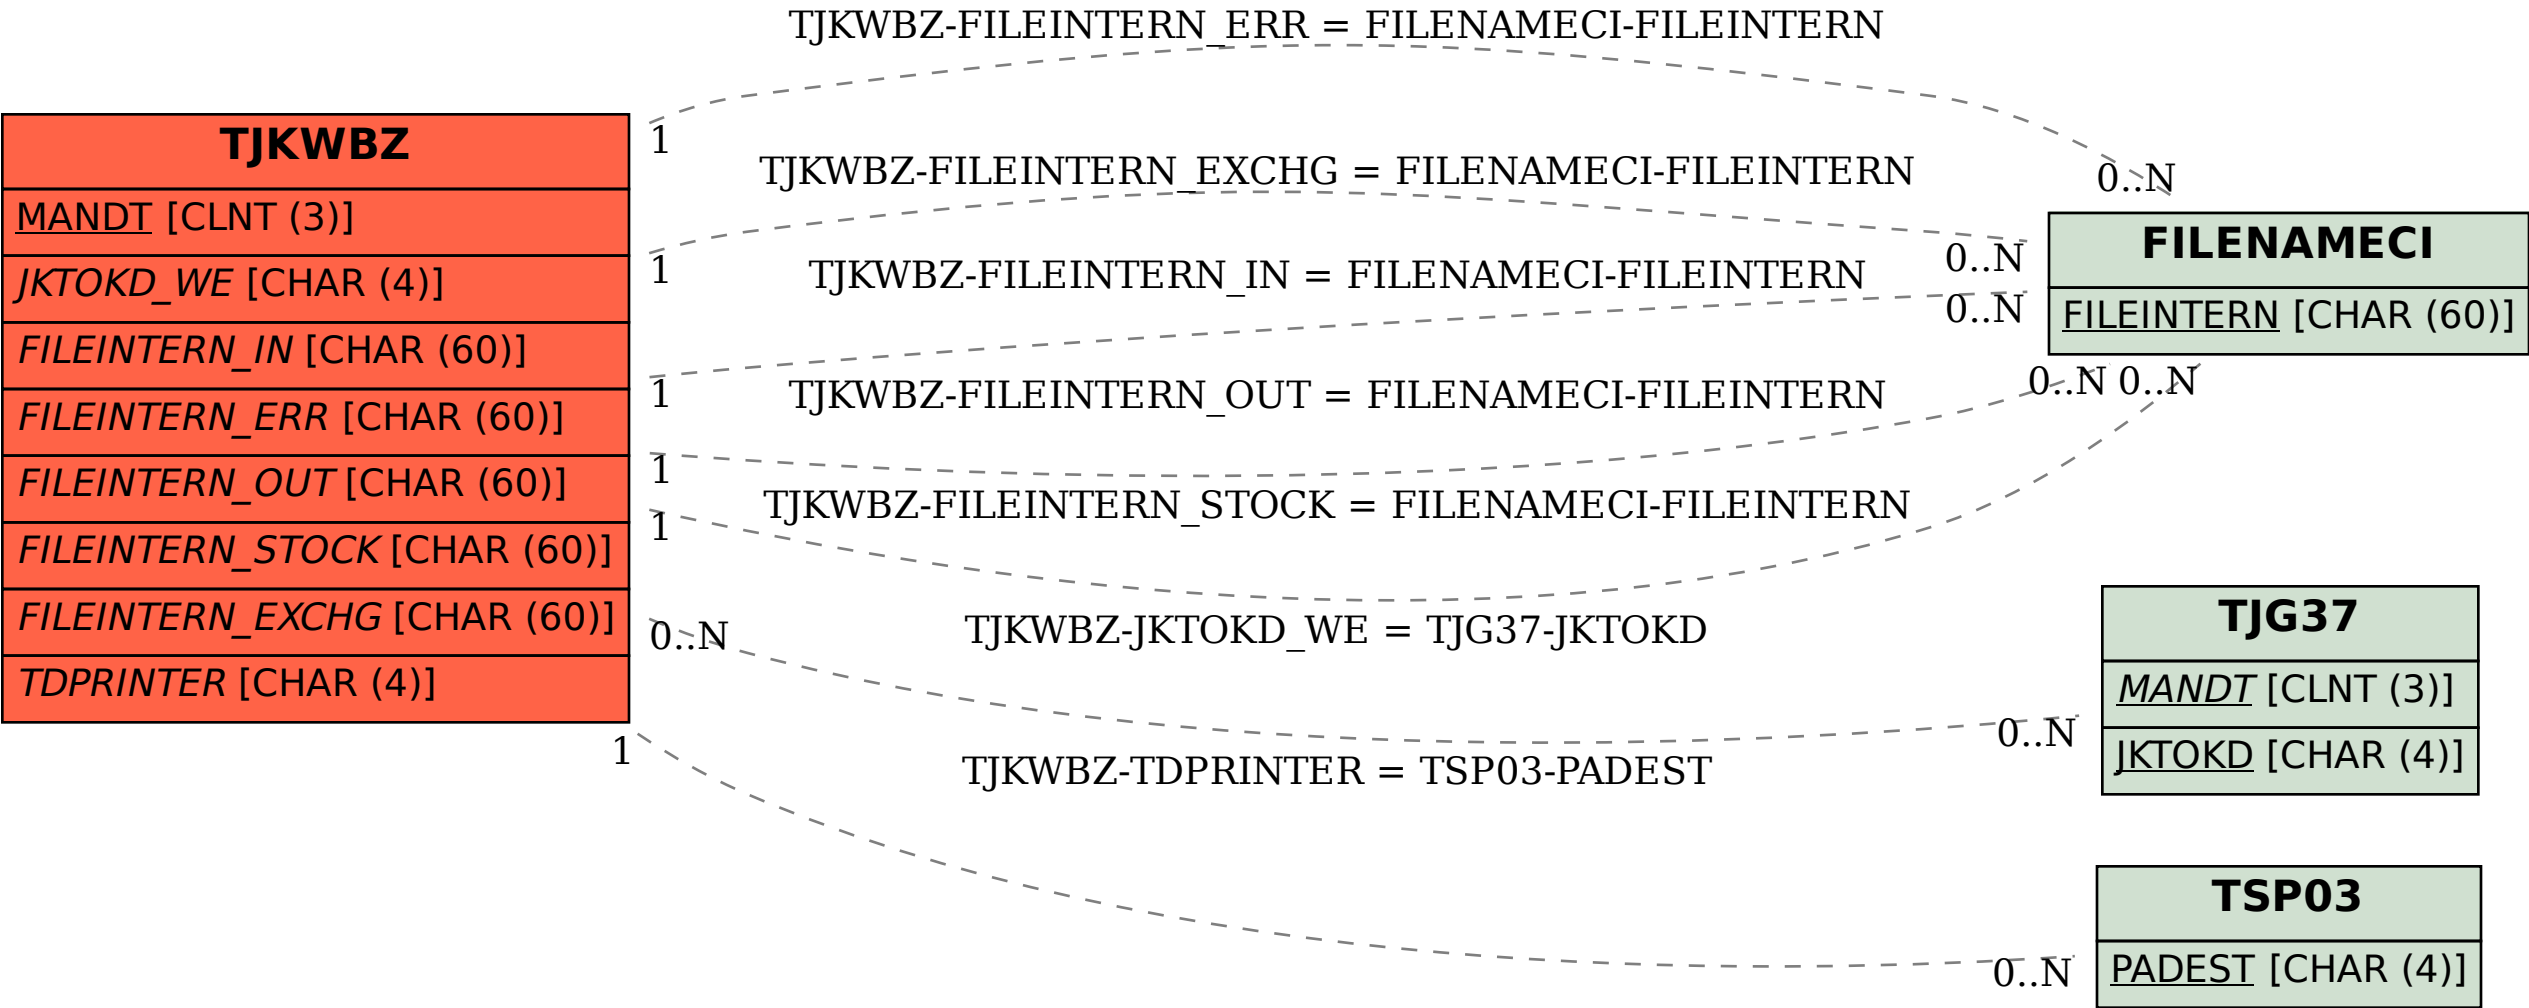 TJKWBZ-FILEINTERN_ERR = FILENAMECI-FILEINTERN
TJKWBZ
1
MANDT [CLNT (3)]
JKTOKD_WE [CHAR (4)]
FILEINTERN_IN [CHAR (60)]
FILEINTERN_ERR [CHAR (60)]
FILEINTERN_OUT [CHAR (60)]
FILEINTERN_STOCK [CHAR (60)]
FILEINTERN_EXCHG [CHAR (60)]
TDPRINTER [CHAR (4)]
TJKWBZ-FILEINTERN_EXCHG = FILENAMECI-FILEINTERN
0..N
1
0..N
TJKWBZ-FILEINTERN_IN = FILENAMECI-FILEINTERN
0..N
1
TJKWBZ-FILEINTERN_OUT = FILENAMECI-FILEINTERN
0..N 0..N
1
TJKWBZ-FILEINTERN_STOCK = FILENAMECI-FILEINTERN
1
0..N
TJKWBZ-JKTOKD_WE = TJG37-JKTOKD
0..N
1
TJKWBZ-TDPRINTER = TSP03-PADEST
0..N
FILENAMECI
FILEINTERN [CHAR (60)]
TJG37
MANDT [CLNT (3)]
JKTOKD [CHAR (4)]
TSP03
PADEST [CHAR (4)]